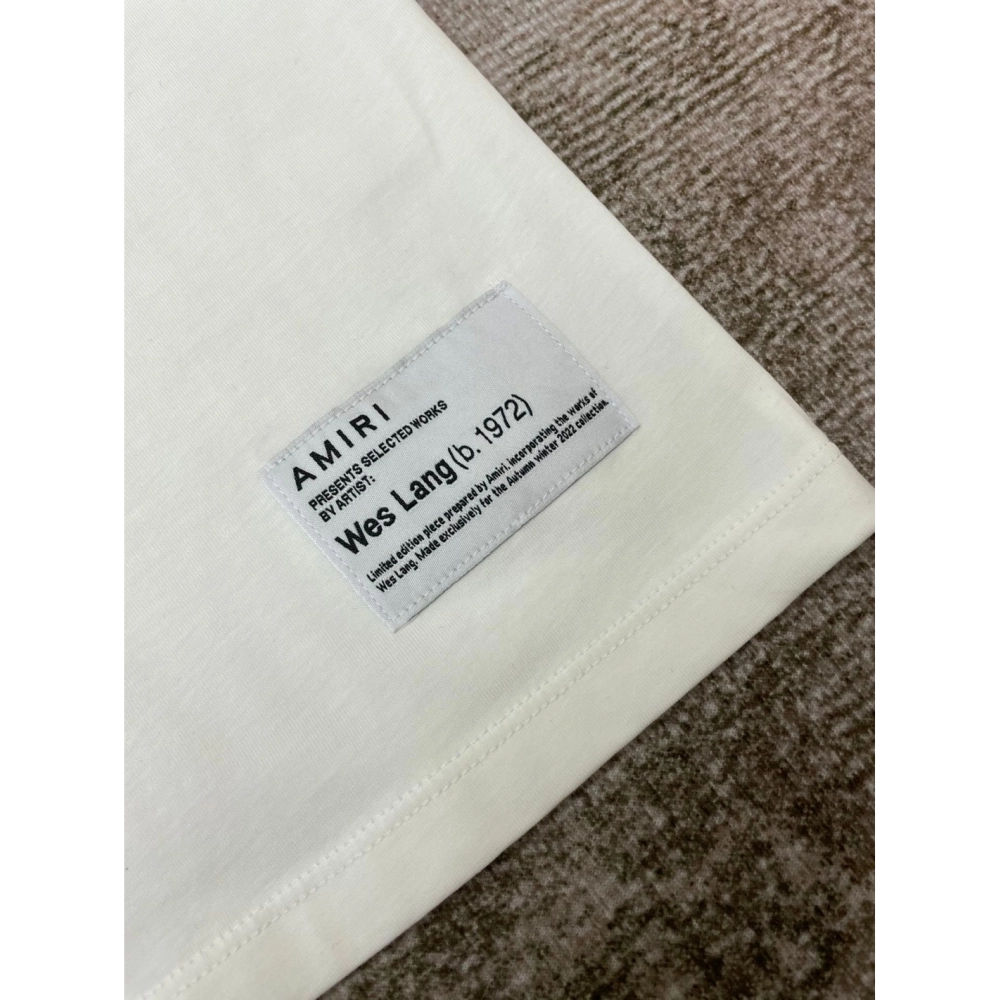 AMIRI
PRESENTS SELECTED WORKS
BY ARTIST:
Wes Lang (b. 1972)
Limited edition piece prepared by Amiri, incorporating the works of
Wes Lang. Made exclusively for the Autumn Winter 2022 collection.